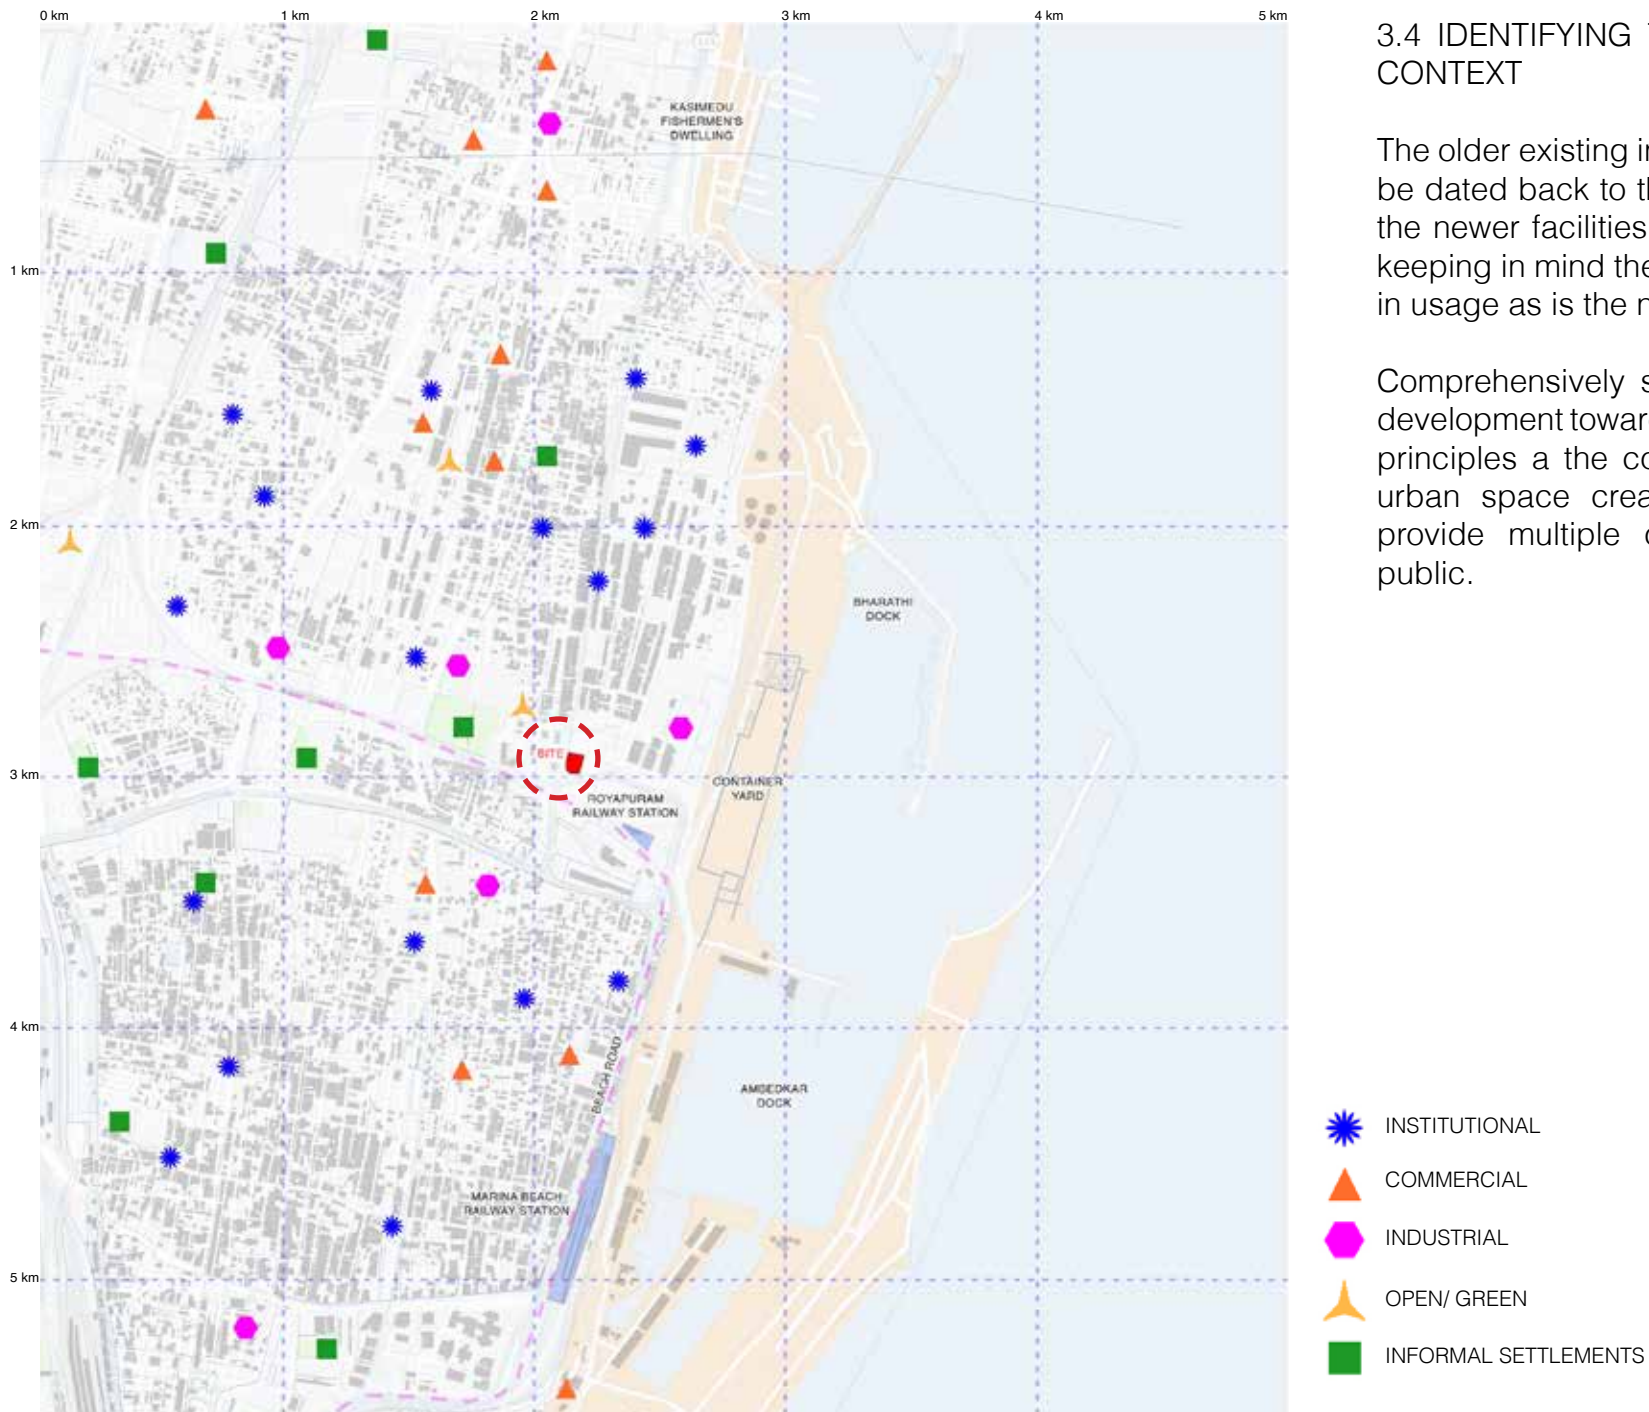 0 km
1 km
2 km
3 km
4 km
5 km
KASIMEDU
FISHERMEN'S
DWELLING
1 km
2 km
BHARATHI
DOCK
SITE
3 km
CONTAINER
YARD
ROYAPURAM
RAILWAY STATION
4 km
BEACH ROAD
AMBEDKAR
DOCK
MARINA BEACH
RAILWAY STATION
5 km
3.4 IDENTIFYING
CONTEXT
The older existing
be dated back to
the newer facilities
keeping in mind the
in usage as is the
Comprehensively
development
principles a the
urban space
provide multiple
public.
INSTITUTIONAL
COMMERCIAL
INDUSTRIAL
OPEN/ GREEN
INFORMAL SETTLEMENTS